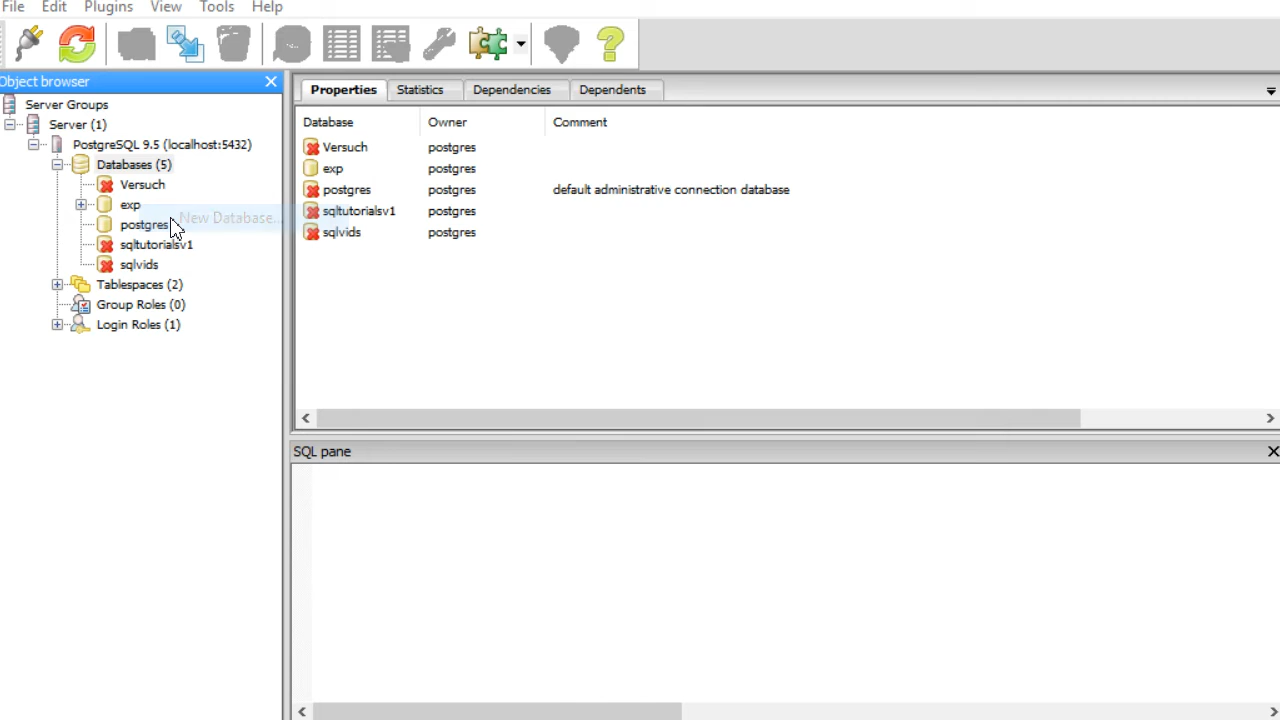 File Edit Plugins View Tools Help
Object browser
Server Groups
Server (1)
PostgreSQL 9.5 (localhost:5432)
Databases (5)
Versuch
exp
postgres
sqltutorialsv1
sqlvids
Tablespaces (2)
Group Roles (0)
Login Roles (1)
New Database...
Properties Statistics Dependencies Dependents
Database Owner Comment
Versuch postgres
exp postgres
postgres postgres default administrative connection database
sqltutorialsv1 postgres
sqlvids postgres
SQL pane